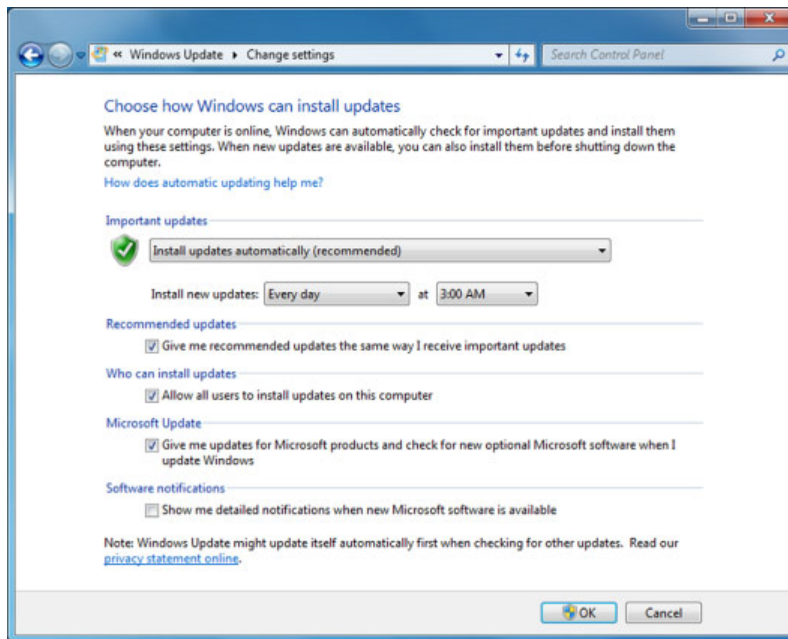 « Windows Update ▸ Change settings
Search Control Panel
Choose how Windows can install updates
When your computer is online, Windows can automatically check for important updates and install them
using these settings. When new updates are available, you can also install them before shutting down the
computer.
How does automatic updating help me?
Important updates
Install updates automatically (recommended)
Install new updates: Every day at 3:00 AM
Recommended updates
Give me recommended updates the same way I receive important updates
Who can install updates
Allow all users to install updates on this computer
Microsoft Update
Give me updates for Microsoft products and check for new optional Microsoft software when I
update Windows
Software notifications
Show me detailed notifications when new Microsoft software is available
Note: Windows Update might update itself automatically first when checking for other updates. Read our
privacy statement online.
OK
Cancel